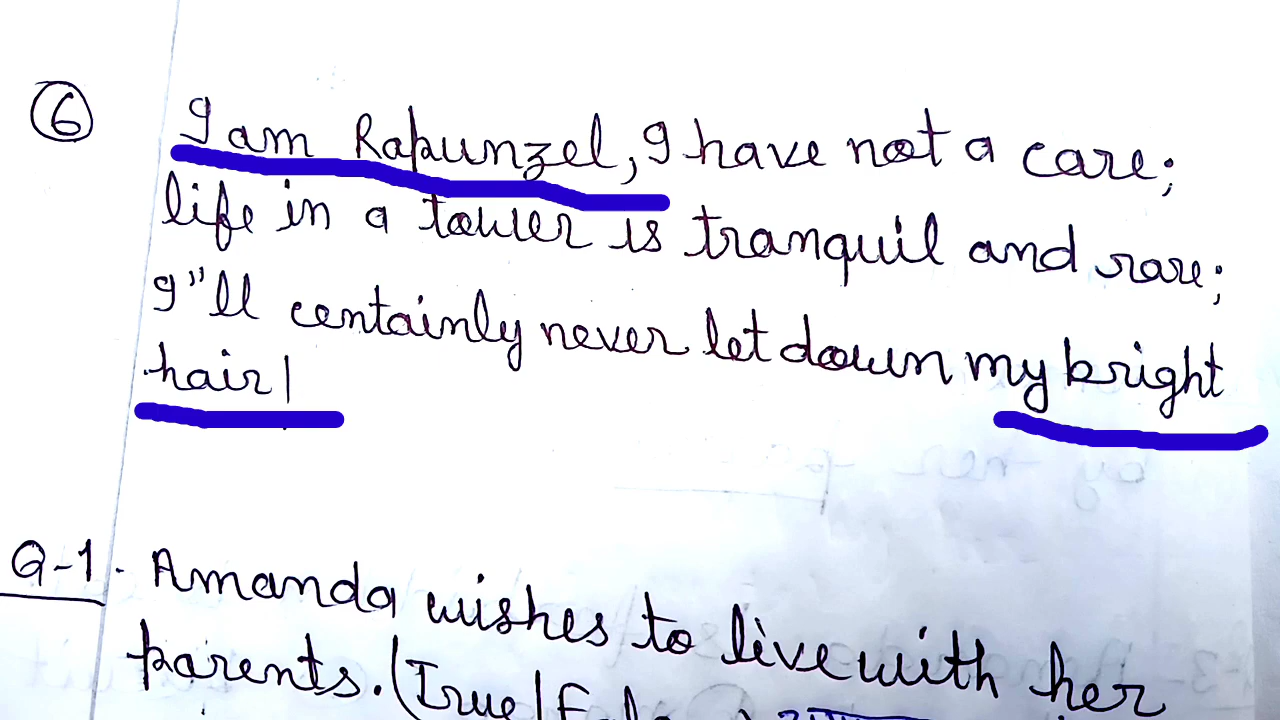 6 I am Rapunzel, I have not a care;
life in a tower is tranquil and rare;
I"ll certainly never let down my bright
hair|
Q-1. Amanda wishes to live with her
parents. (True/